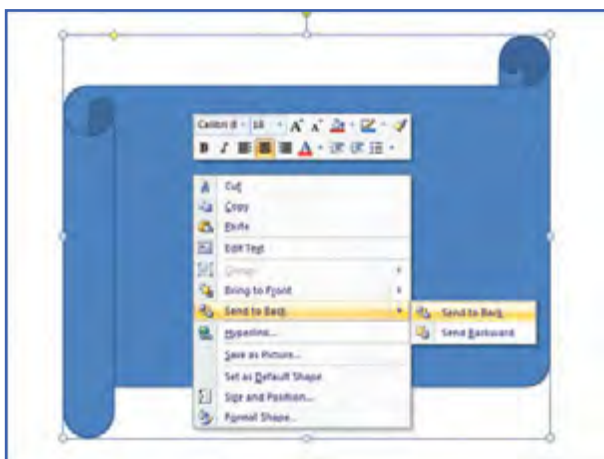 Calibri B 18 A A
B I A
Cut
Copy
Paste
Edit Text
Group
Bring to Front
Send to Back
Send to Back
Send Backward
Hyperlink...
Save as Picture...
Set as Default Shape
Size and Position...
Format Shape...